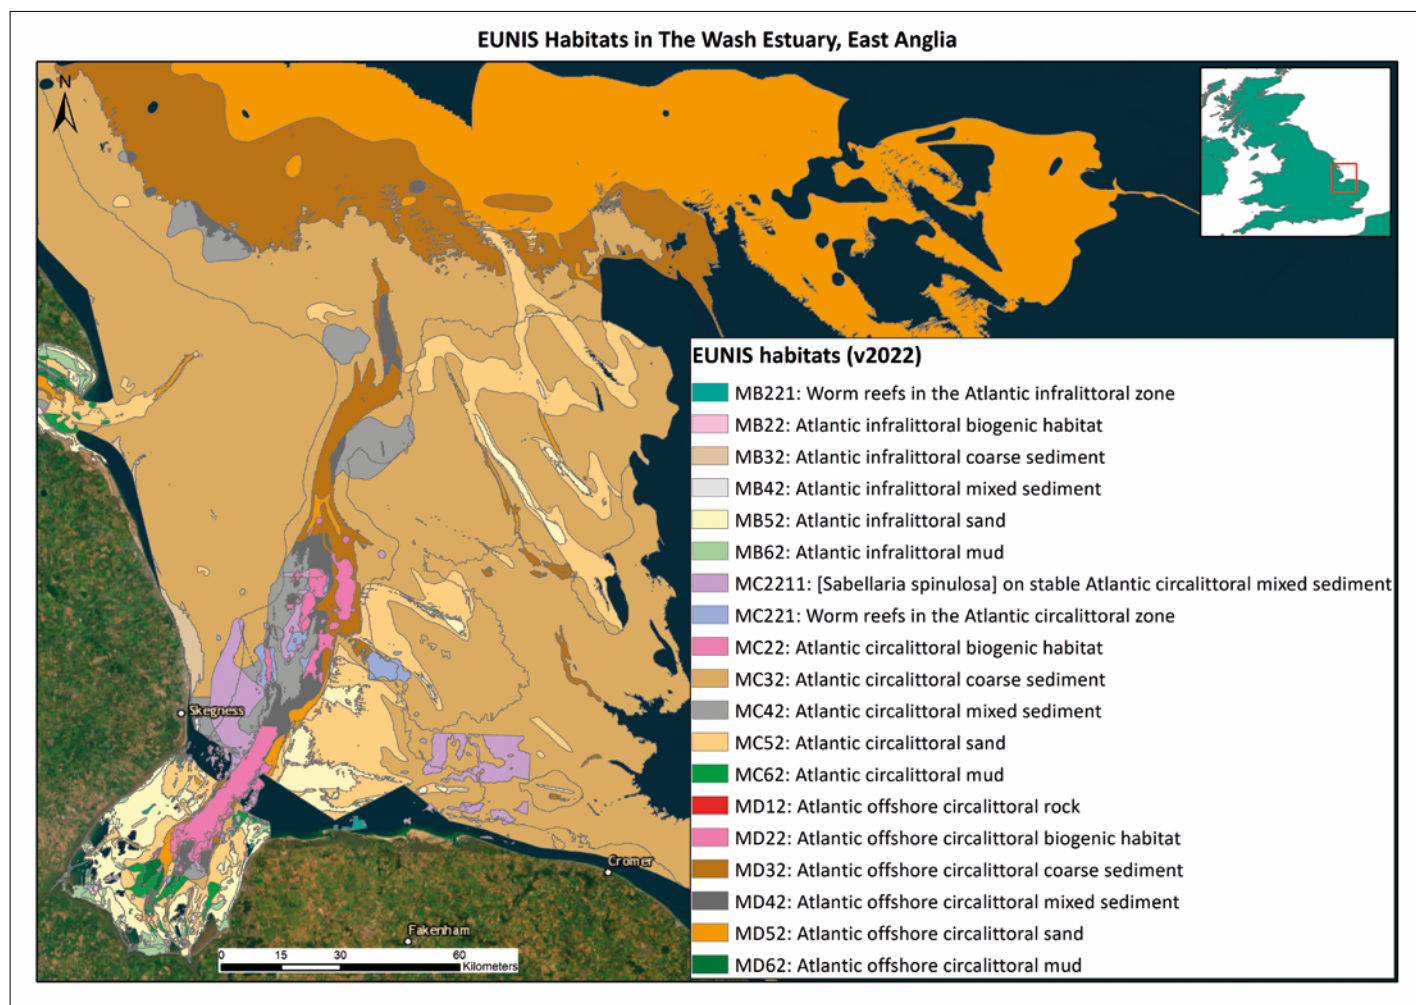 EUNIS Habitats in The Wash Estuary, East Anglia
N
EUNIS habitats (v2022)
MB221: Worm reefs in the Atlantic infralittoral zone
MB22: Atlantic infralittoral biogenic habitat
MB32: Atlantic infralittoral coarse sediment
MB42: Atlantic infralittoral mixed sediment
MB52: Atlantic infralittoral sand
MB62: Atlantic infralittoral mud
MC2211: [Sabellaria spinulosa] on stable Atlantic circalittoral mixed sediment
MC221: Worm reefs in the Atlantic circalittoral zone
MC22: Atlantic circalittoral biogenic habitat
MC32: Atlantic circalittoral coarse sediment
MC42: Atlantic circalittoral mixed sediment
MC52: Atlantic circalittoral sand
MC62: Atlantic circalittoral mud
MD12: Atlantic offshore circalittoral rock
MD22: Atlantic offshore circalittoral biogenic habitat
MD32: Atlantic offshore circalittoral coarse sediment
MD42: Atlantic offshore circalittoral mixed sediment
MD52: Atlantic offshore circalittoral sand
MD62: Atlantic offshore circalittoral mud
Skegness
Cromer
Fakenham
0 15 30 60
Kilometers